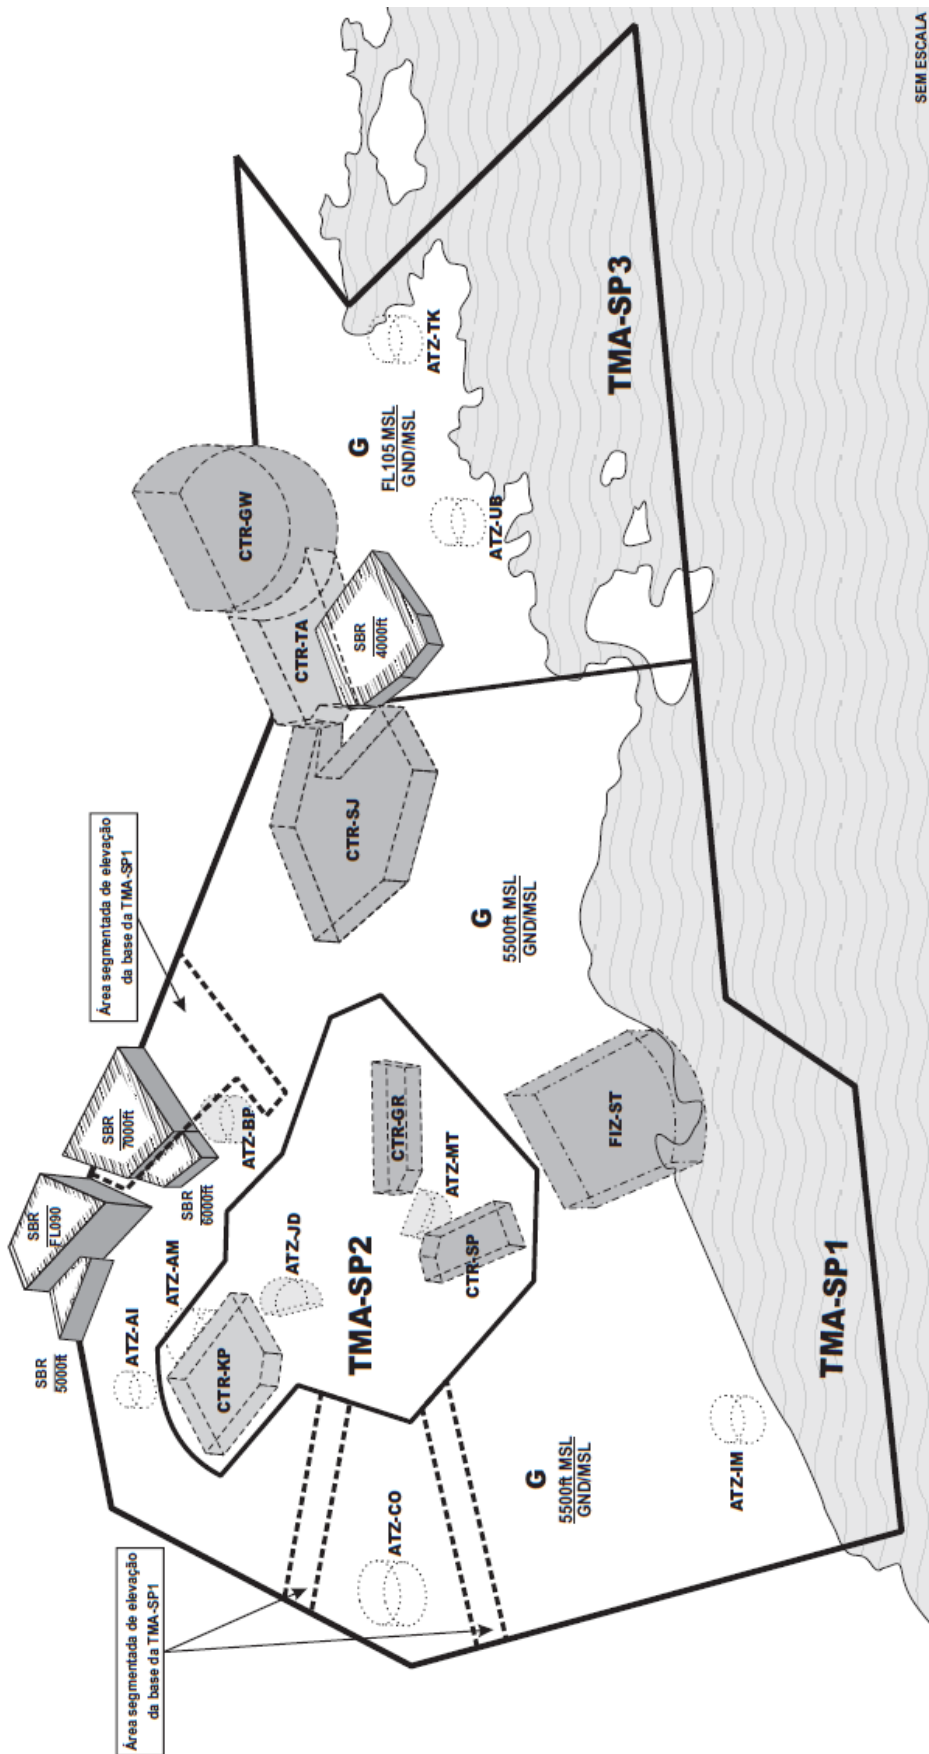 Área segmentada de elevação
da base da TMA-SP1
Área segmentada de elevação
da base da TMA-SP1
SBR
5000ft
SBR
FL090
SBR
7000ft
SBR
6000ft
ATZ-AI
ATZ-AM
ATZ-BP
CTR-KP
ATZ-JD
TMA-SP2
CTR-GR
ATZ-MT
CTR-SP
ATZ-CO
G
5500ft MSL
GND/MSL
ATZ-IM
TMA-SP1
FIZ-ST
G
5500ft MSL
GND/MSL
CTR-SJ
CTR-TA
CTR-GW
SBR
4000ft
G
FL105 MSL
GND/MSL
ATZ-UB
ATZ-TK
TMA-SP3
SEM ESCALA